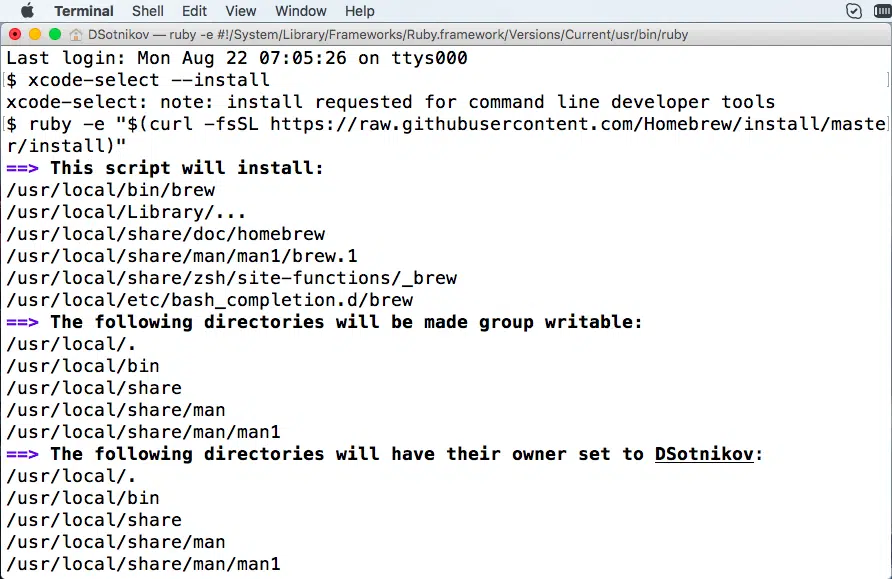 Terminal Shell Edit View Window Help
DSotnikov — ruby -e #!/System/Library/Frameworks/Ruby.framework/Versions/Current/usr/bin/ruby
Last login: Mon Aug 22 07:05:26 on ttys000
[$ xcode-select --install ]
xcode-select: note: install requested for command line developer tools
[$ ruby -e "$(curl -fsSL https://raw.githubusercontent.com/Homebrew/install/maste]
r/install)"
==> This script will install:
/usr/local/bin/brew
/usr/local/Library/...
/usr/local/share/doc/homebrew
/usr/local/share/man/man1/brew.1
/usr/local/share/zsh/site-functions/_brew
/usr/local/etc/bash_completion.d/brew
==> The following directories will be made group writable:
/usr/local/.
/usr/local/bin
/usr/local/share
/usr/local/share/man
/usr/local/share/man/man1
==> The following directories will have their owner set to DSotnikov:
/usr/local/.
/usr/local/bin
/usr/local/share
/usr/local/share/man
/usr/local/share/man/man1